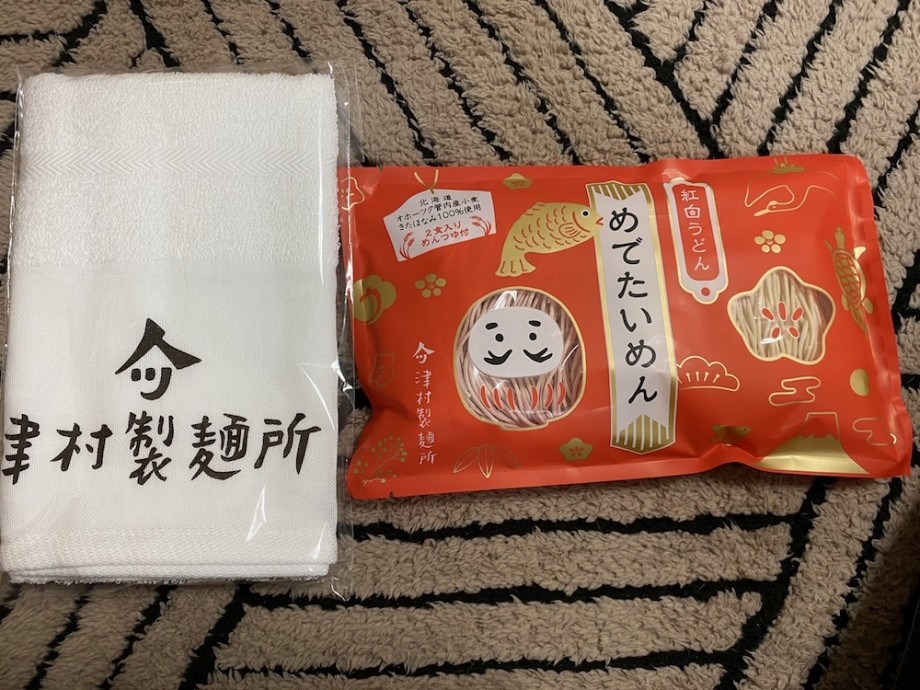 津村製麺所
北海道
オホーツク管内産小麦
きたほなみ100%使用
2食入り
めんつゆ付
めでたいめん
紅白うどん
津村製麺所